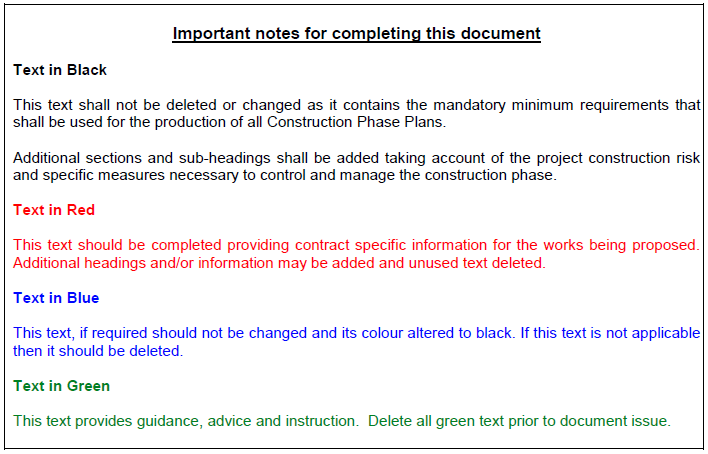 Important notes for completing this document
Text in Black
This text shall not be deleted or changed as it contains the mandatory minimum requirements that
shall be used for the production of all Construction Phase Plans.
Additional sections and sub-headings shall be added taking account of the project construction risk
and specific measures necessary to control and manage the construction phase.
Text in Red
This text should be completed providing contract specific information for the works being proposed.
Additional headings and/or information may be added and unused text deleted.
Text in Blue
This text, if required should not be changed and its colour altered to black. If this text is not applicable
then it should be deleted.
Text in Green
This text provides guidance, advice and instruction.  Delete all green text prior to document issue.